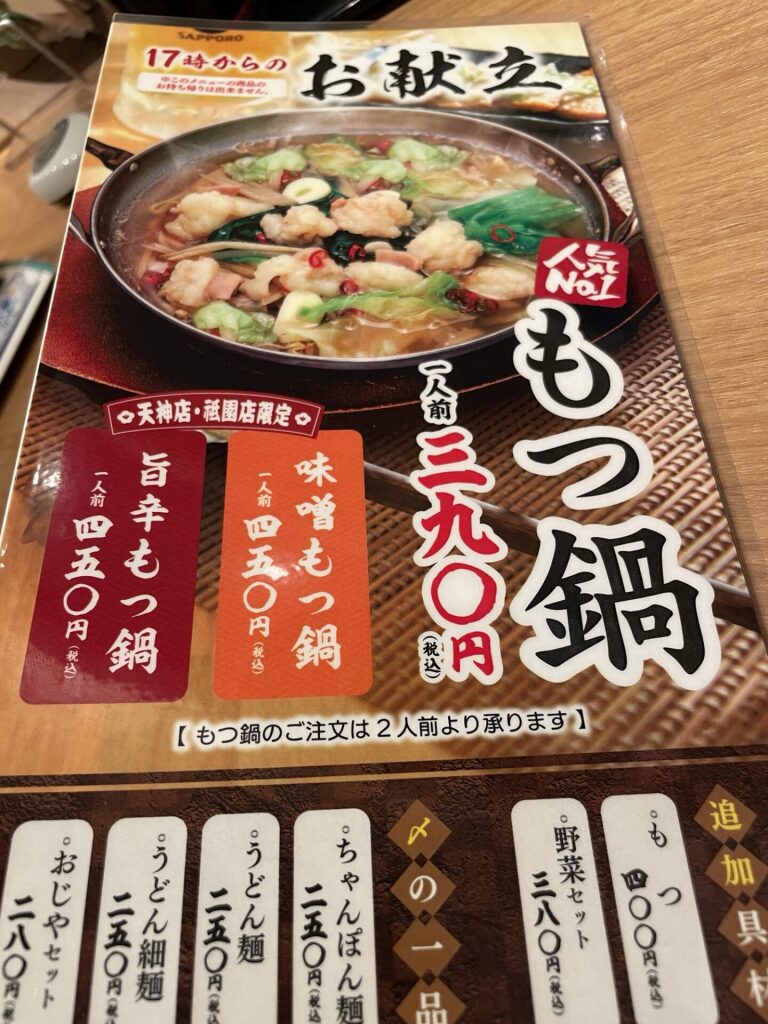 SAPPORO
17時からの
お献立
※このメニューの商品の
お持ち帰りは出来ません。
人気
No.1
もつ鍋
一人前
三九〇円
(税込)
天神店・祇園店限定
味噌もつ鍋
一人前 四五〇円(税込)
旨辛もつ鍋
一人前 四五〇円(税込)
【もつ鍋のご注文は2人前より承ります】
追加具材
○もつ
四〇〇円(税込)
○野菜セット
三八〇円(税込)
〆の一品
○ちゃんぽん麺
二五〇円(税込)
○うどん麺
二五〇円(税込)
○うどん細麺
二五〇円(税込)
○おじやセット
二八〇円(税込)